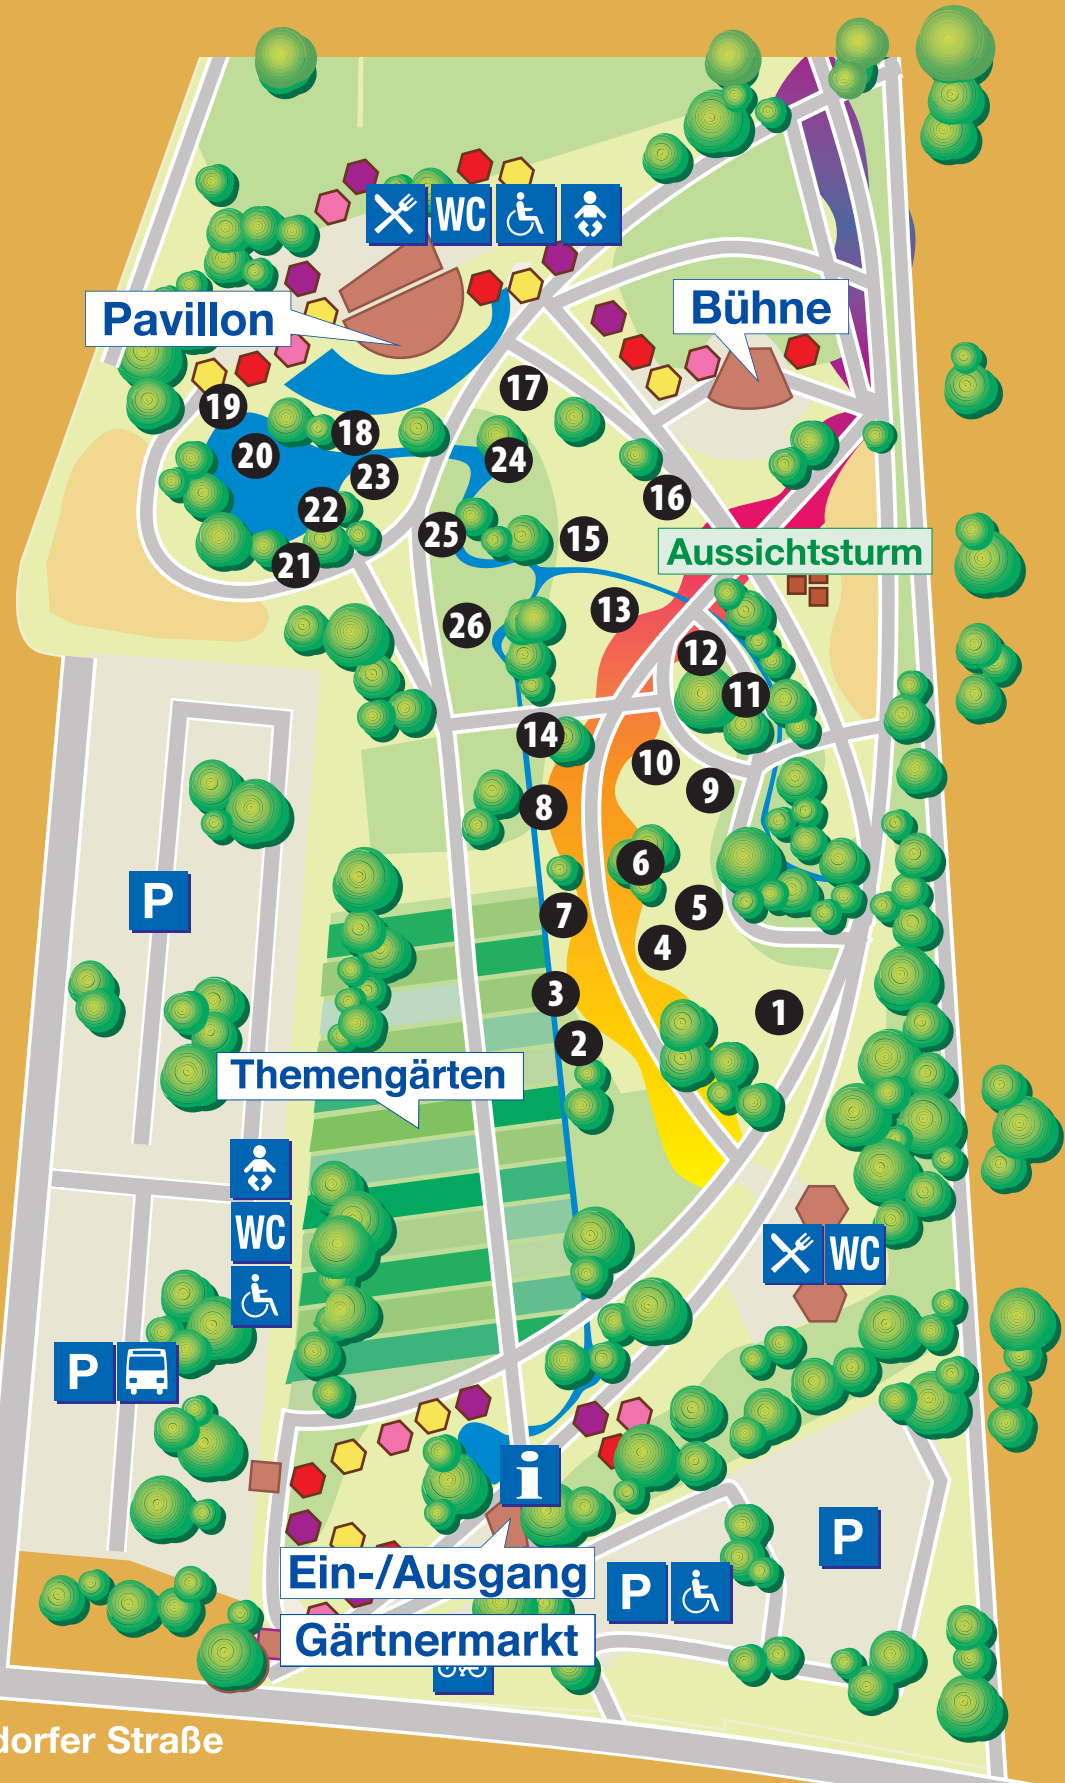 WC
Pavillon
Bühne
17
19
18
20
24
23
16
22
25
15
Aussichtsturm
21
13
26
12
11
14
10
9
8
6
P
5
7
4
3
1
2
Themengärten
WC
WC
P
i
P
Ein-/Ausgang
P
Gärtnermarkt
dorfer Straße